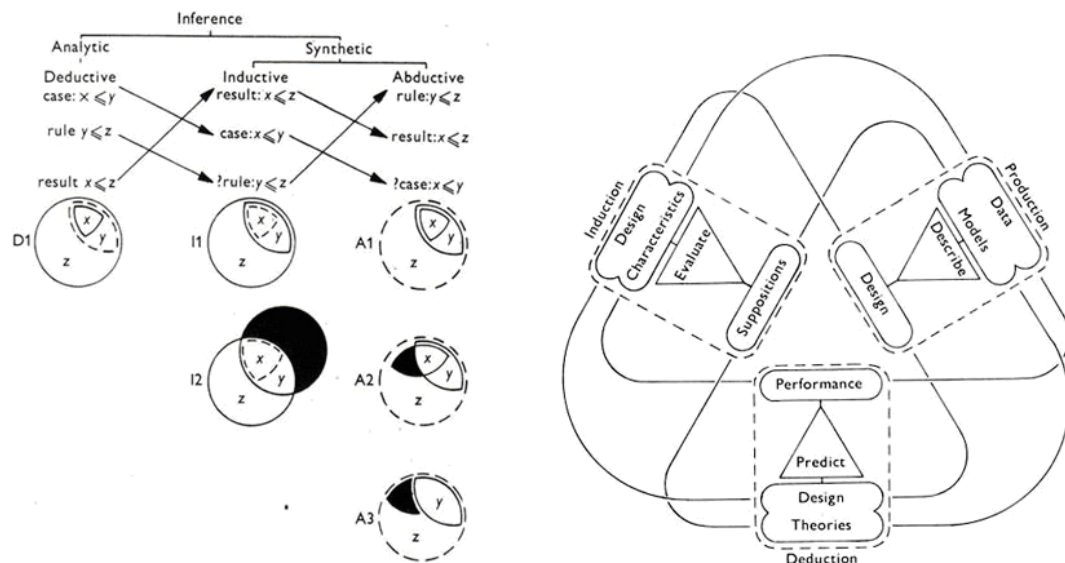 Inference
Analytic
Synthetic
Deductive
Inductive
Abductive
case: x⩽y
result: x⩽z
rule: y⩽z
rule y⩽z
case: x⩽y
result: x⩽z
result x⩽z
?rule: y⩽z
?case: x⩽y
D1
x
y
z
I1
x
y
z
A1
x
y
z
I2
x
y
z
A2
x
y
z
A3
y
z
Induction
Design
Characteristics
Evaluate
Suppositions
Production
Data
Models
Describe
Design
Performance
Predict
Design
Theories
Deduction